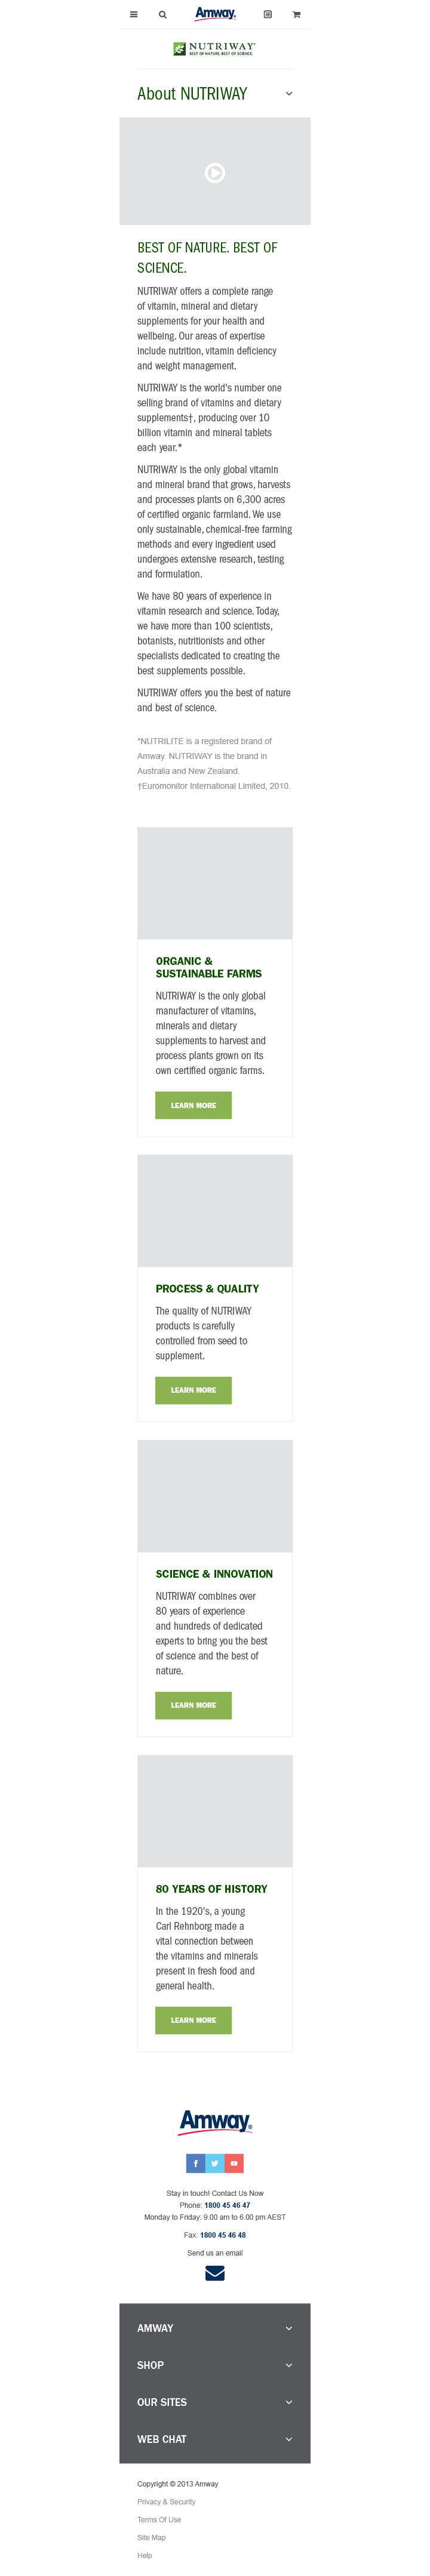 Amway
NUTRIWAY
BEST OF NATURE. BEST OF SCIENCE.
About NUTRIWAY
BEST OF NATURE. BEST OF
SCIENCE.
NUTRIWAY offers a complete range
of vitamin, mineral and dietary
supplements for your health and
wellbeing. Our areas of expertise
include nutrition, vitamin deficiency
and weight management.
NUTRIWAY is the world's number one
selling brand of vitamins and dietary
supplements†, producing over 10
billion vitamin and mineral tablets
each year.*
NUTRIWAY is the only global vitamin
and mineral brand that grows, harvests
and processes plants on 6,300 acres
of certified organic farmland. We use
only sustainable, chemical-free farming
methods and every ingredient used
undergoes extensive research, testing
and formulation.
We have 80 years of experience in
vitamin research and science. Today,
we have more than 100 scientists,
botanists, nutritionists and other
specialists dedicated to creating the
best supplements possible.
NUTRIWAY offers you the best of nature
and best of science.
*NUTRILITE is a registered brand of
Amway. NUTRIWAY is the brand in
Australia and New Zealand.
†Euromonitor International Limited, 2010.
ORGANIC &
SUSTAINABLE FARMS
NUTRIWAY is the only global
manufacturer of vitamins,
minerals and dietary
supplements to harvest and
process plants grown on its
own certified organic farms.
LEARN MORE
PROCESS & QUALITY
The quality of NUTRIWAY
products is carefully
controlled from seed to
supplement.
LEARN MORE
SCIENCE & INNOVATION
NUTRIWAY combines over
80 years of experience
and hundreds of dedicated
experts to bring you the best
of science and the best of
nature.
LEARN MORE
80 YEARS OF HISTORY
In the 1920's, a young
Carl Rehnborg made a
vital connection between
the vitamins and minerals
present in fresh food and
general health.
LEARN MORE
Amway
Stay in touch! Contact Us Now
Phone: 1800 45 46 47
Monday to Friday: 9.00 am to 6.00 pm AEST
Fax: 1800 45 46 48
Send us an email
AMWAY
SHOP
OUR SITES
WEB CHAT
Copyright © 2013 Amway
Privacy & Security
Terms Of Use
Site Map
Help